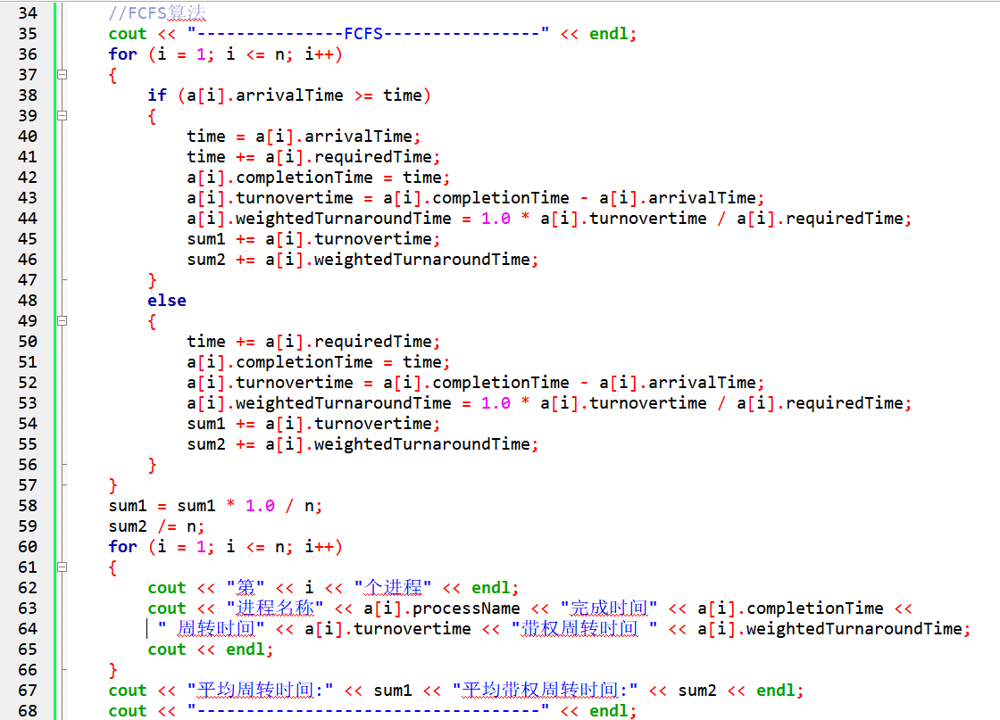 34 //FCFS算法
35 cout << "---------------FCFS----------------" << endl;
36 for (i = 1; i <= n; i++)
37 {
38 if (a[i].arrivalTime >= time)
39 {
40 time = a[i].arrivalTime;
41 time += a[i].requiredTime;
42 a[i].completionTime = time;
43 a[i].turnovertime = a[i].completionTime - a[i].arrivalTime;
44 a[i].weightedTurnaroundTime = 1.0 * a[i].turnovertime / a[i].requiredTime;
45 sum1 += a[i].turnovertime;
46 sum2 += a[i].weightedTurnaroundTime;
47 }
48 else
49 {
50 time += a[i].requiredTime;
51 a[i].completionTime = time;
52 a[i].turnovertime = a[i].completionTime - a[i].arrivalTime;
53 a[i].weightedTurnaroundTime = 1.0 * a[i].turnovertime / a[i].requiredTime;
54 sum1 += a[i].turnovertime;
55 sum2 += a[i].weightedTurnaroundTime;
56 }
57 }
58 sum1 = sum1 * 1.0 / n;
59 sum2 /= n;
60 for (i = 1; i <= n; i++)
61 {
62 cout << "第" << i << "个进程" << endl;
63 cout << "进程名称" << a[i].processName << "完成时间" << a[i].completionTime <<
64 " 周转时间" << a[i].turnovertime << "带权周转时间 " << a[i].weightedTurnaroundTime;
65 cout << endl;
66 }
67 cout << "平均周转时间:" << sum1 << "平均带权周转时间:" << sum2 << endl;
68 cout << "-----------------------------------" << endl;